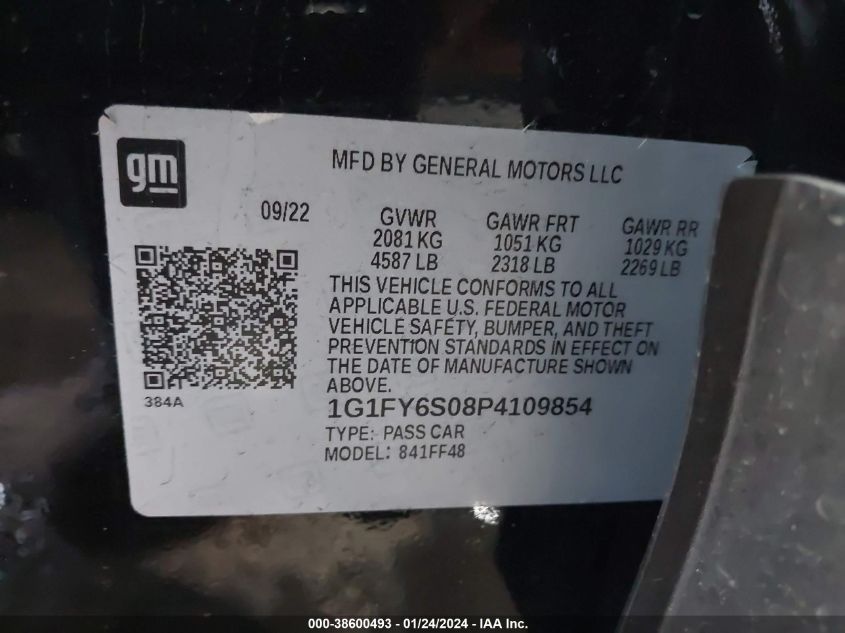 gm
MFD BY GENERAL MOTORS LLC
09/22
GVWR GAWR FRT GAWR RR
2081 KG 1051 KG 1029 KG
4587 LB 2318 LB 2269 LB
THIS VEHICLE CONFORMS TO ALL
APPLICABLE U.S. FEDERAL MOTOR
VEHICLE SAFETY, BUMPER, AND THEFT
PREVENTION STANDARDS IN EFFECT ON
THE DATE OF MANUFACTURE SHOWN
ABOVE.
384A
1G1FY6S08P4109854
TYPE: PASS CAR
MODEL: 841FF48
000-38600493 - 01/24/2024 - IAA Inc.